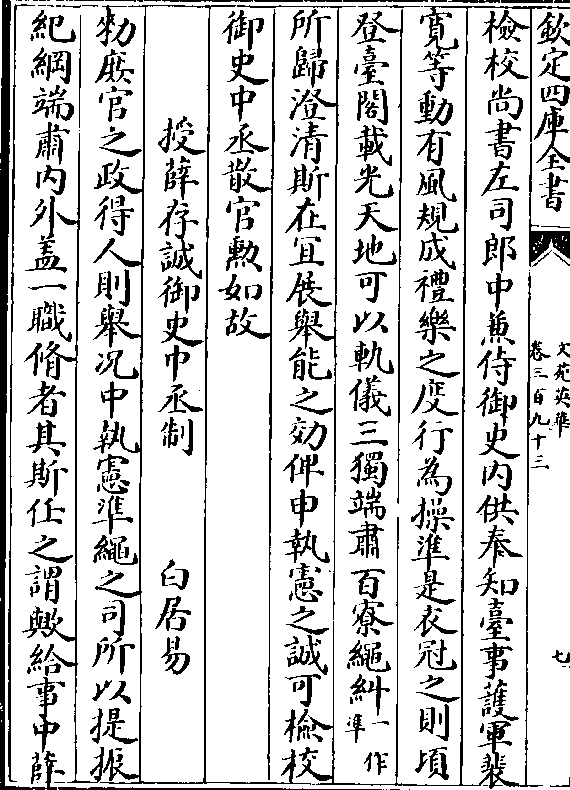 欽定四庫全書
文苑英華
卷三百九十三
七
檢校尚書左司郎中兼侍御史内供奉知臺事護軍裴
寛等動有風規成禮樂之度行為操準是衣冠之則頃
登臺閣載光天地可以軌儀三獨端肅百寮繩糾一作準
所歸澄清斯在宜展舉能之効俾申執憲之誠可檢校
御史中丞散官勲如故
授薛存誠御史中丞制 白居易
勑庶官之政得人則舉况中執憲準繩之司所以提振
紀綱端肅内外蓋一職脩者其斯任之謂歟給事中薛